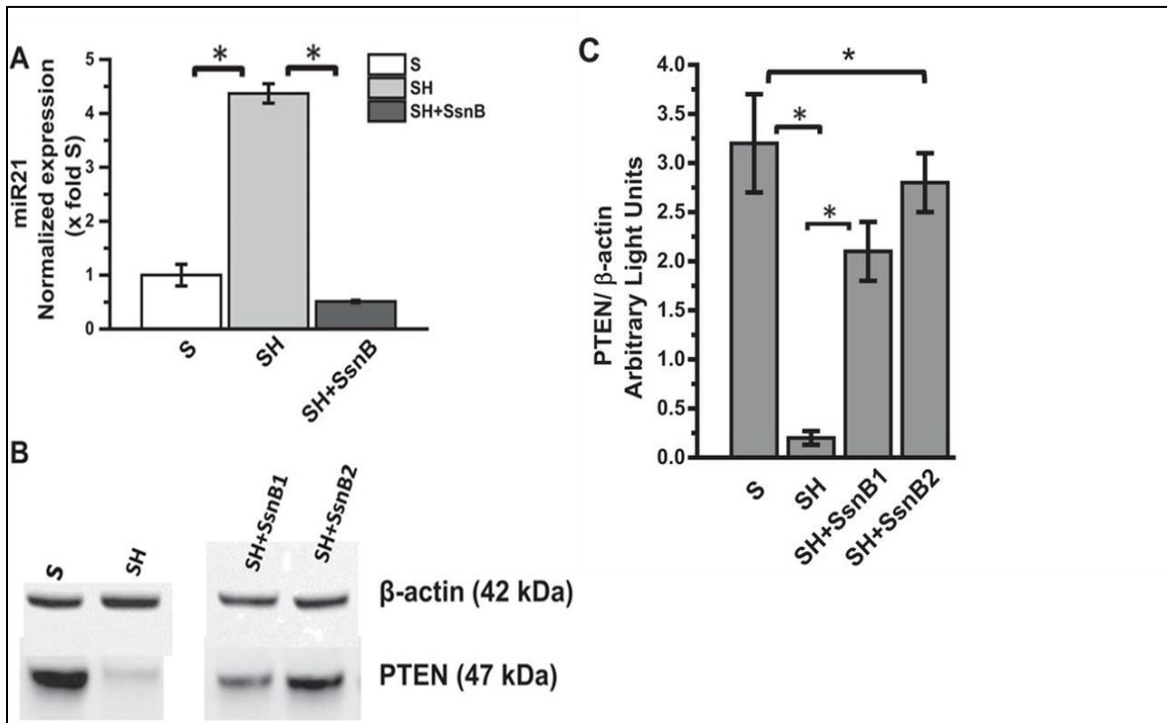 A
miR21
Normalized expression
(x fold S)
5
4
3
2
1
0
*
*
S
SH
SH+SsnB
S
SH
SH+SsnB
B
S
SH
SH+SsnB1
SH+SsnB2
β-actin (42 kDa)
PTEN (47 kDa)
C
PTEN/ β-actin
Arbitrary Light Units
4.0
3.5
3.0
2.5
2.0
1.5
1.0
0.5
0.0
*
*
*
S
SH
SH+SsnB1
SH+SsnB2